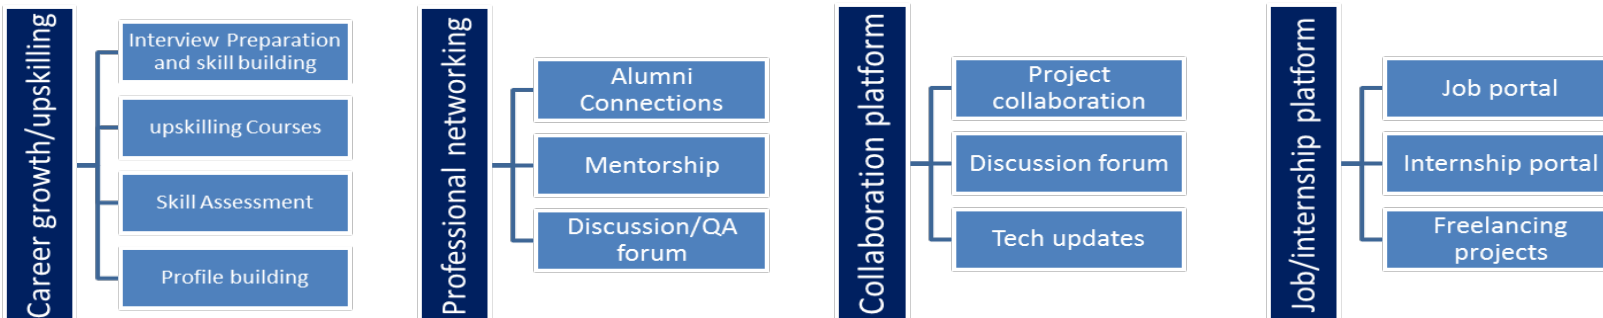 Career growth/upskilling
Interview Preparation
and skill building
upskilling Courses
Skill Assessment
Profile building
Professional networking
Alumni
Connections
Mentorship
Discussion/QA
forum
Collaboration platform
Project
collaboration
Discussion forum
Tech updates
Job/internship platform
Job portal
Internship portal
Freelancing
projects